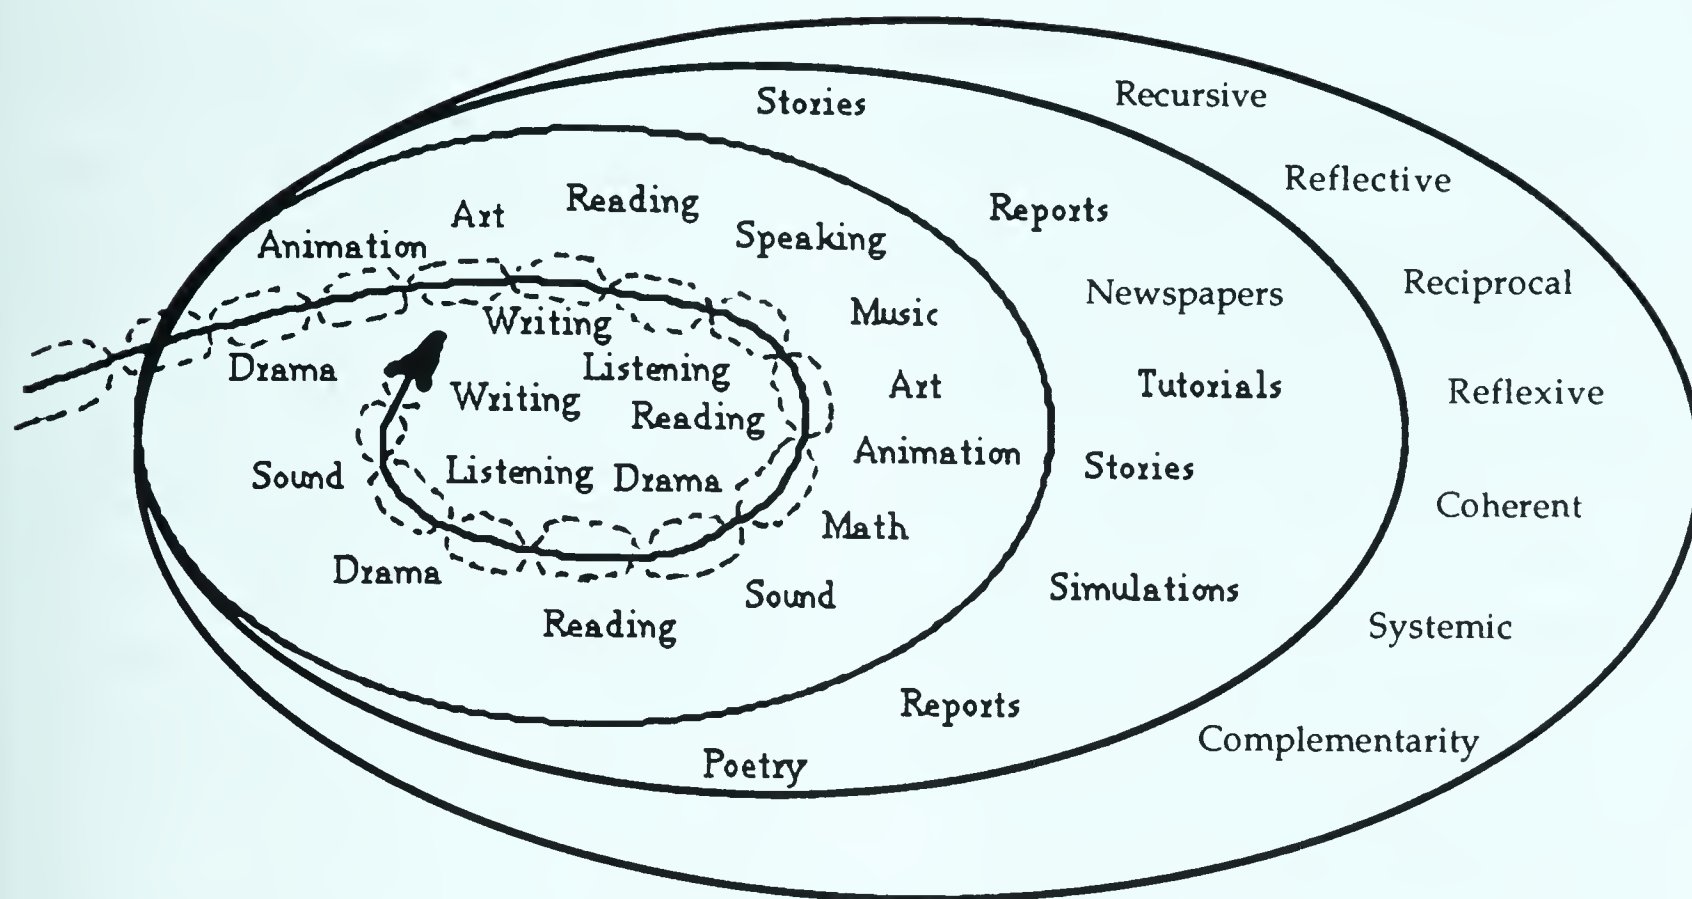 Stories
Recursive
Reflective
Reading
Art
Reports
Speaking
Animation
Reciprocal
Newspapers
Music
Writing
Drama
Listening
Art
Tutorials
Reflexive
Writing
Reading
Animation
Stories
Sound
Listening
Drama
Coherent
Math
Drama
Simulations
Sound
Reading
Systemic
Reports
Complementarity
Poetry